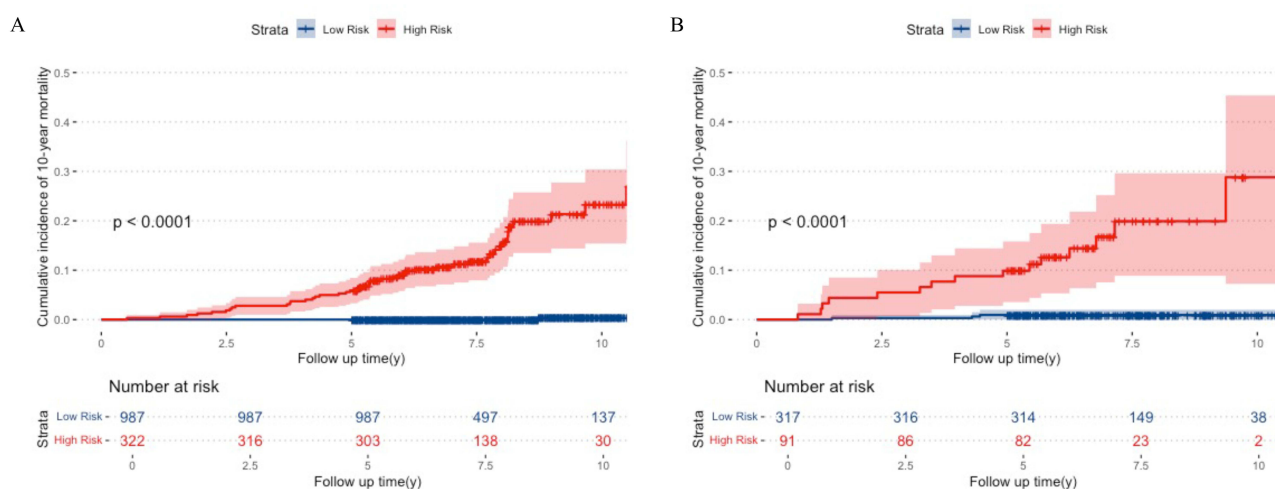 A
Strata Low Risk High Risk
Cumulative incidence of 10-year mortality
0.5
0.4
0.3
0.2
0.1
0.0
p < 0.0001
0 2.5 5 7.5 10
Follow up time(y)
Number at risk
Strata
Low Risk 987 987 987 497 137
High Risk 322 316 303 138 30
0 2.5 5 7.5 10
Follow up time(y)
B
Strata Low Risk High Risk
Cumulative incidence of 10-year mortality
0.5
0.4
0.3
0.2
0.1
0.0
p < 0.0001
0 2.5 5 7.5 10
Follow up time(y)
Number at risk
Strata
Low Risk 317 316 314 149 38
High Risk 91 86 82 23 2
0 2.5 5 7.5 10
Follow up time(y)